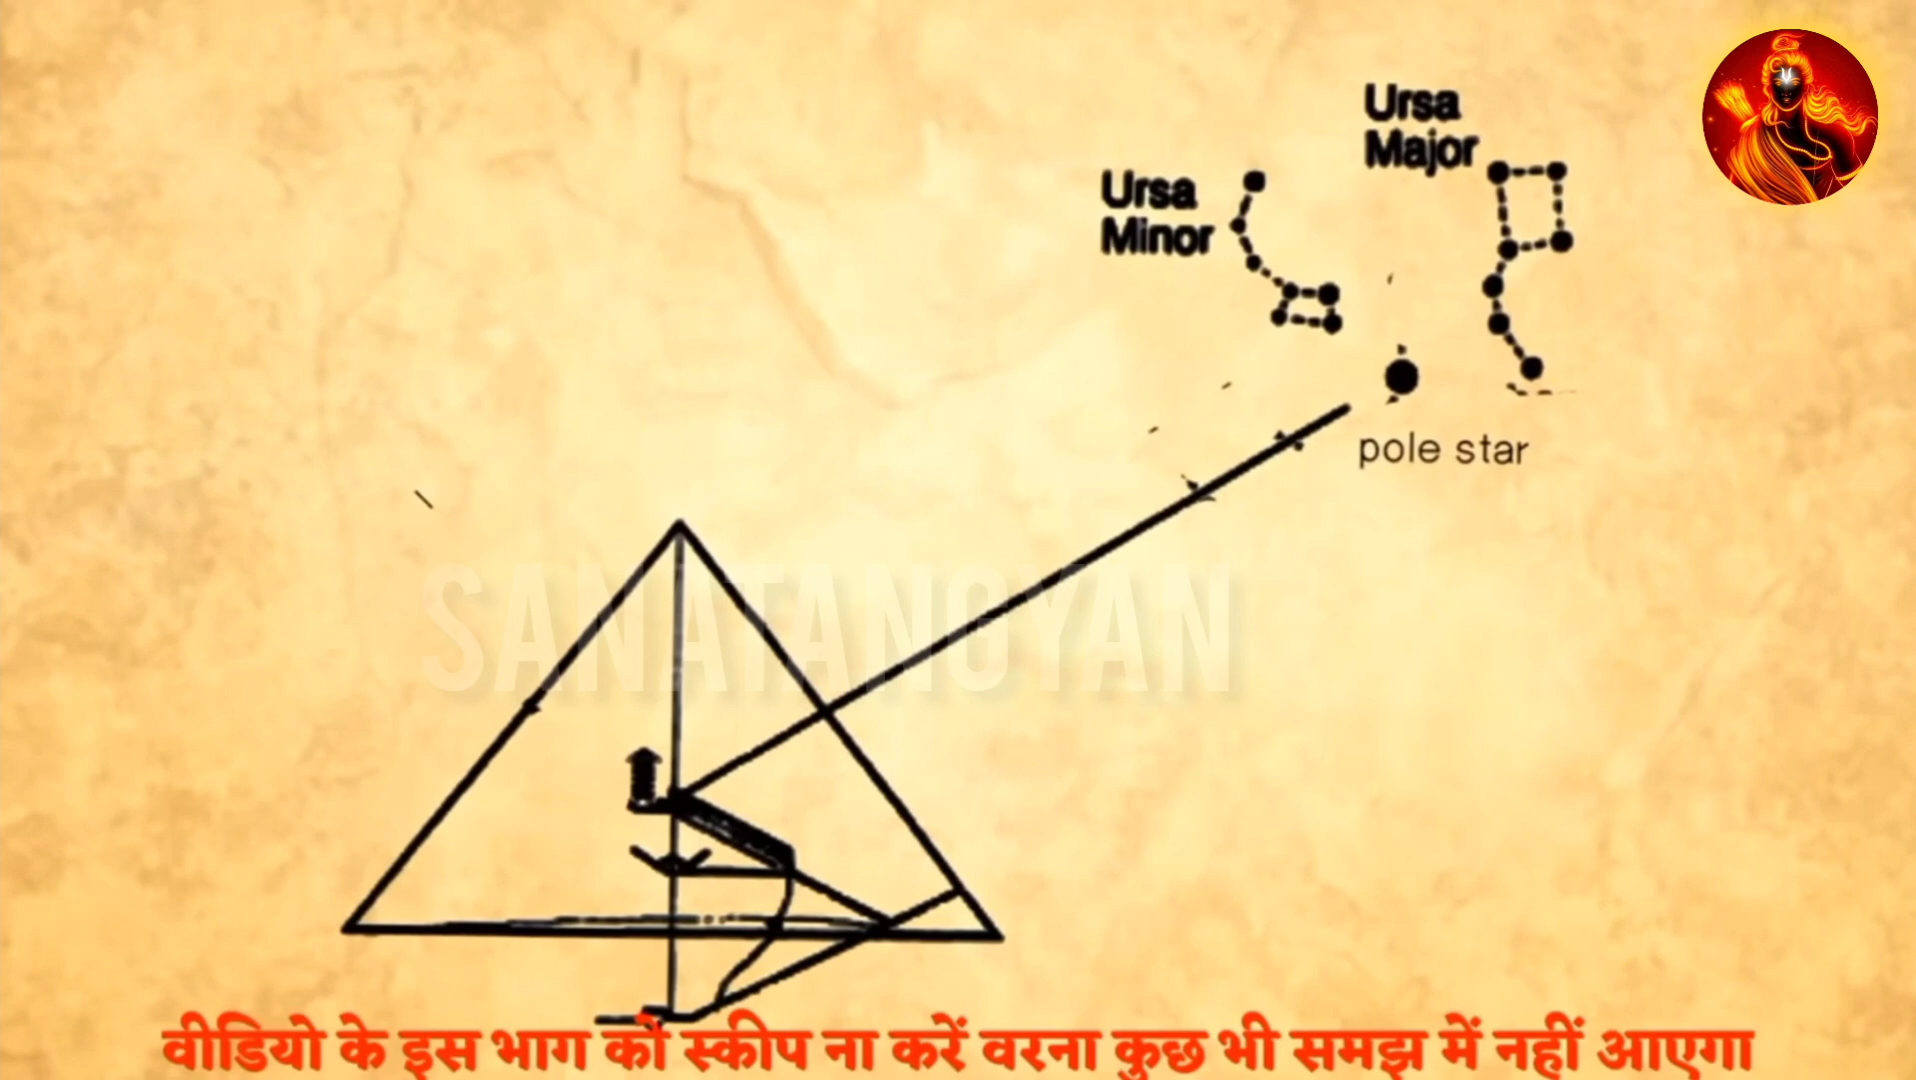 Ursa
Major
Ursa
Minor
pole star
SANATANGYAN
वीडियो के इस भाग को स्कीप ना करें वरना कुछ भी समझ में नहीं आएगा